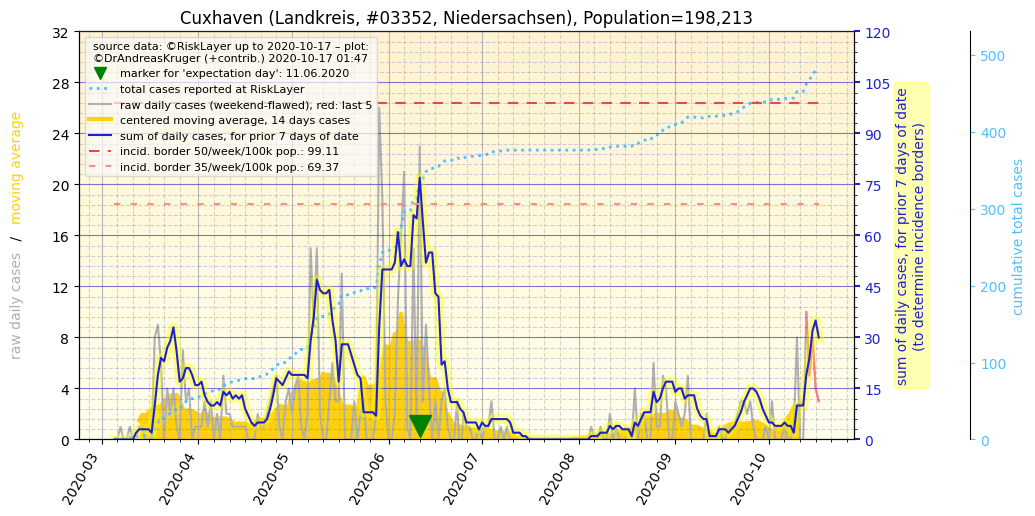 Cuxhaven (Landkreis, #03352, Niedersachsen), Population=198,213
source data: ©RiskLayer up to 2020-10-17 – plot:
©DrAndreasKruger (+contrib.) 2020-10-17 01:47
marker for 'expectation day': 11.06.2020
total cases reported at RiskLayer
raw daily cases (weekend-flawed), red: last 5
centered moving average, 14 days cases
sum of daily cases, for prior 7 days of date
incid. border 50/week/100k pop.: 99.11
incid. border 35/week/100k pop.: 69.37
raw daily cases / moving average
32
28
24
20
16
12
8
4
0
2020-03
2020-04
2020-05
2020-06
2020-07
2020-08
2020-09
2020-10
120
105
90
75
60
45
30
15
0
sum of daily cases, for prior 7 days of date
(to determine incidence borders)
500
400
300
200
100
0
cumulative total cases